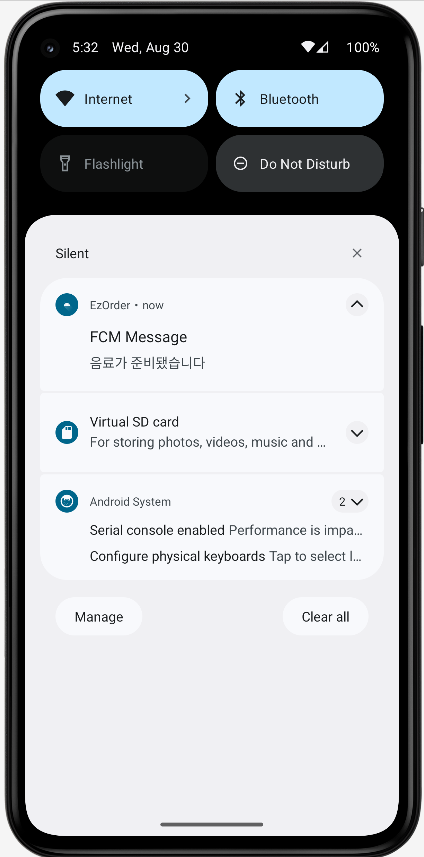 5:32 Wed, Aug 30 100%
Internet Bluetooth
Flashlight Do Not Disturb
Silent
EzOrder • now
FCM Message
음료가 준비됐습니다
Virtual SD card
For storing photos, videos, music and ...
Android System 2
Serial console enabled Performance is impa...
Configure physical keyboards Tap to select l...
Manage Clear all